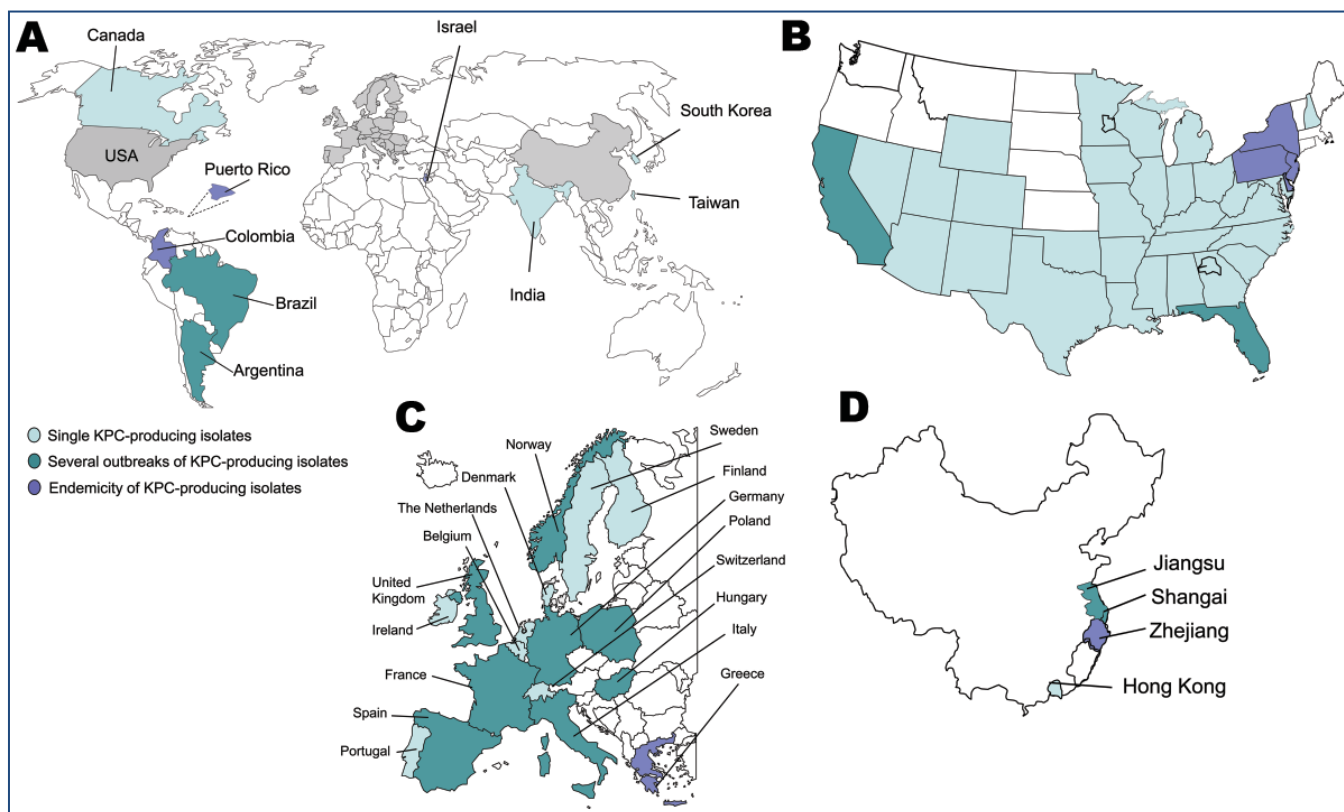 A
Canada
Israel
South Korea
USA
Puerto Rico
Taiwan
Colombia
India
Brazil
Argentina
B
Single KPC-producing isolates
Several outbreaks of KPC-producing isolates
Endemicity of KPC-producing isolates
C
Sweden
Norway
Finland
Denmark
Germany
The Netherlands
Poland
Belgium
Switzerland
United
Kingdom
Hungary
Ireland
Italy
France
Greece
Spain
Portugal
D
Jiangsu
Shangai
Zhejiang
Hong Kong